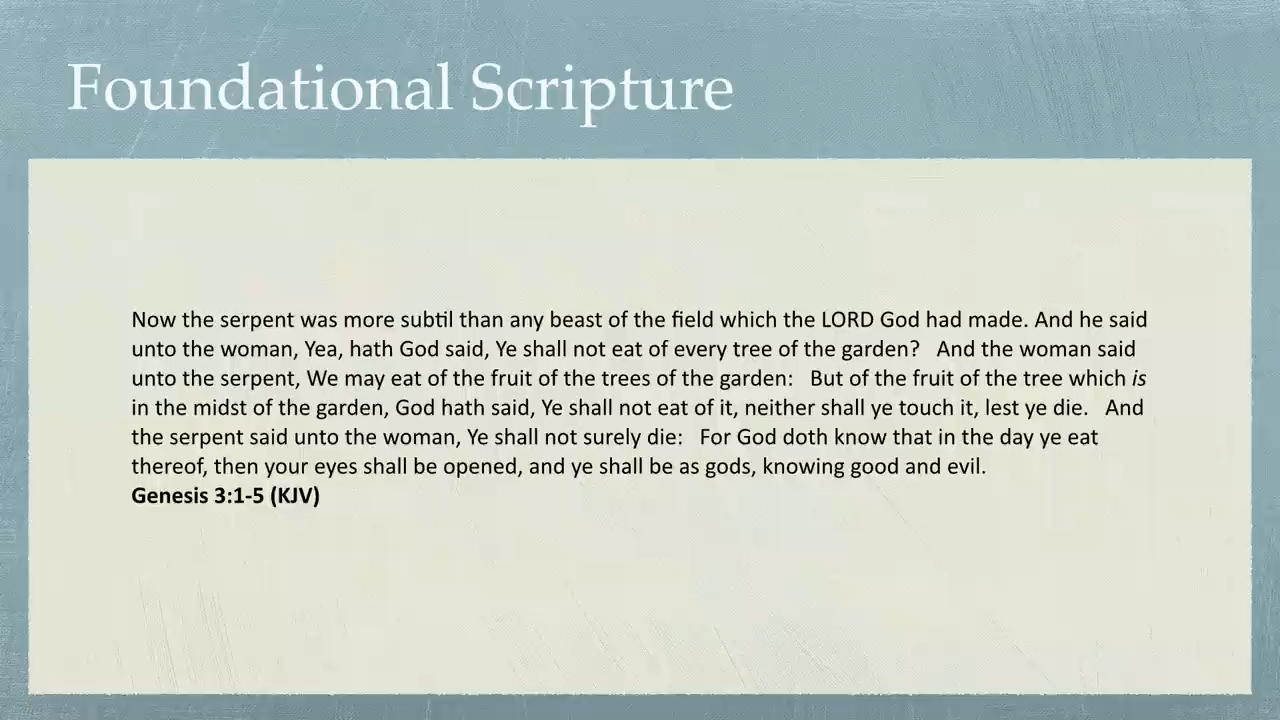 Foundational Scripture
Now the serpent was more subtil than any beast of the field which the LORD God had made. And he said
unto the woman, Yea, hath God said, Ye shall not eat of every tree of the garden?   And the woman said
unto the serpent, We may eat of the fruit of the trees of the garden:   But of the fruit of the tree which is
in the midst of the garden, God hath said, Ye shall not eat of it, neither shall ye touch it, lest ye die.   And
the serpent said unto the woman, Ye shall not surely die:   For God doth know that in the day ye eat
thereof, then your eyes shall be opened, and ye shall be as gods, knowing good and evil.
Genesis 3:1-5 (KJV)